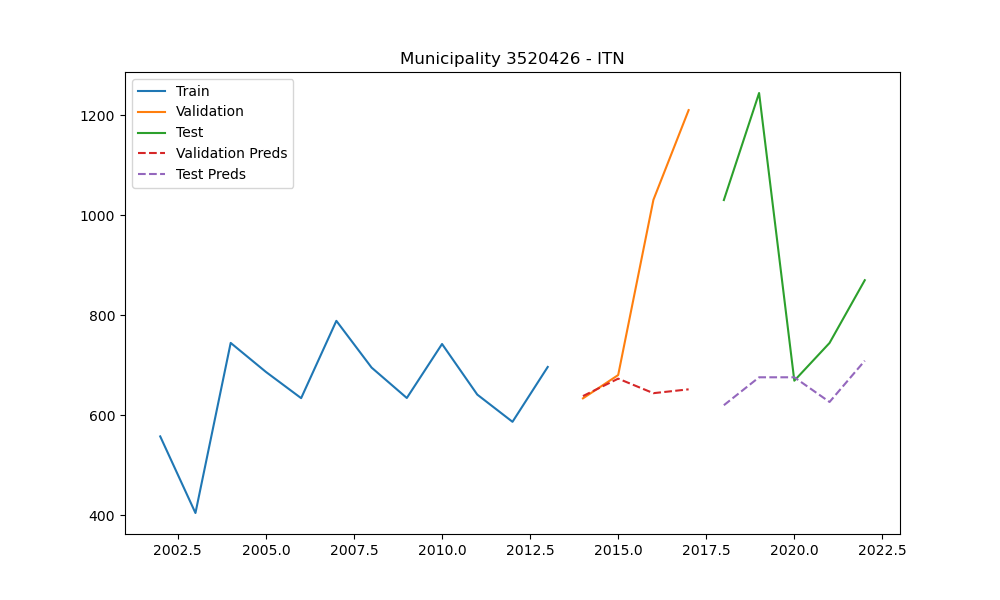 Municipality 3520426 - ITN
Train
Validation
Test
Validation Preds
Test Preds
1200
1000
800
600
400
2002.5 2005.0 2007.5 2010.0 2012.5 2015.0 2017.5 2020.0 2022.5